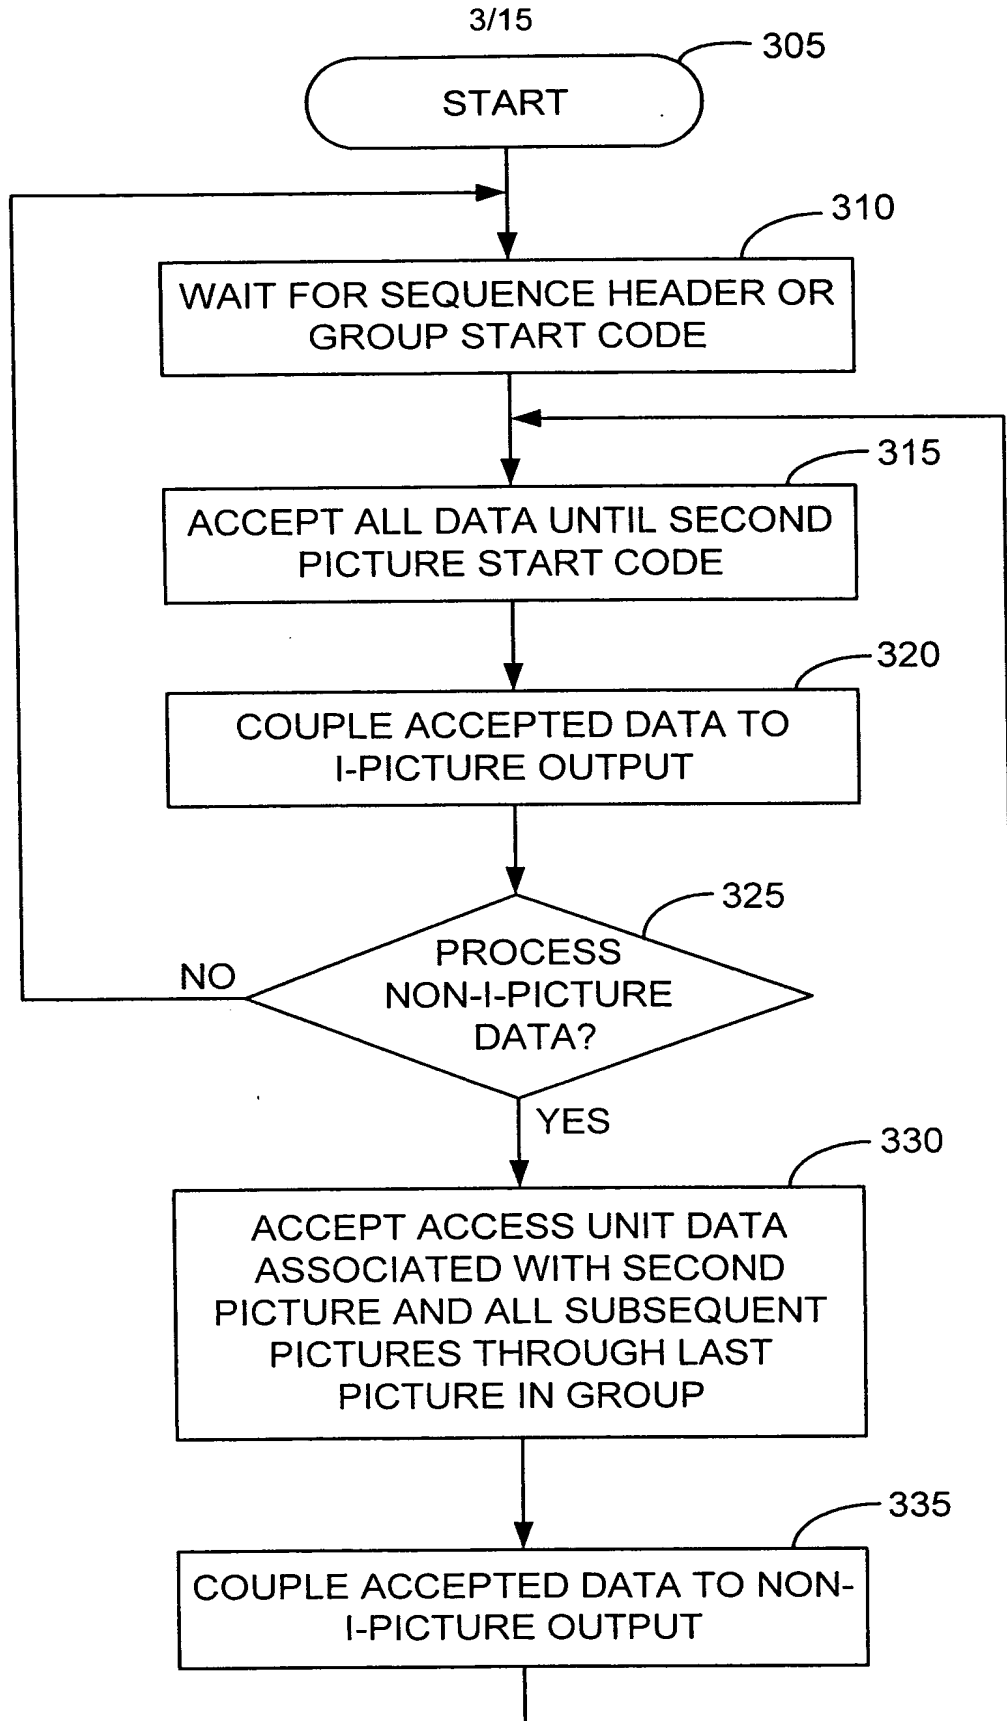 3/15
305
START
310
WAIT FOR SEQUENCE HEADER OR
GROUP START CODE
315
ACCEPT ALL DATA UNTIL SECOND
PICTURE START CODE
320
COUPLE ACCEPTED DATA TO
I-PICTURE OUTPUT
325
PROCESS
NON-I-PICTURE
DATA?
NO
YES
330
ACCEPT ACCESS UNIT DATA
ASSOCIATED WITH SECOND
PICTURE AND ALL SUBSEQUENT
PICTURES THROUGH LAST
PICTURE IN GROUP
335
COUPLE ACCEPTED DATA TO NON-
I-PICTURE OUTPUT